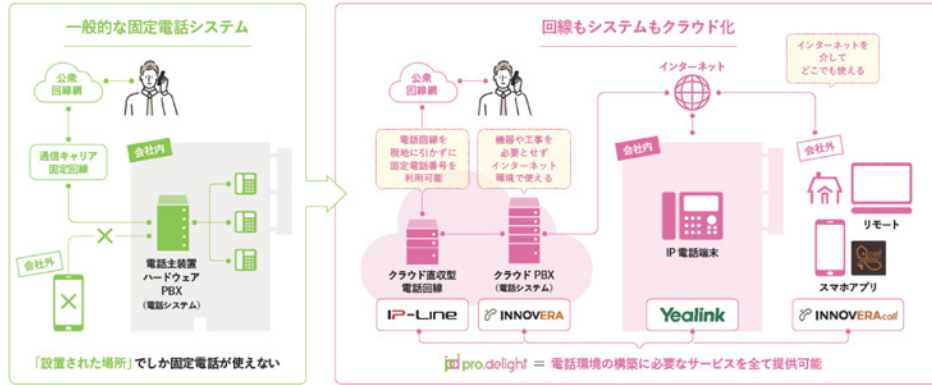 一般的な固定電話システム
公衆
回線網
通信キャリア
固定回線
会社内
会社外
電話主装置
ハードウェア
PBX
(電話システム)
「設置された場所」でしか固定電話が使えない
回線もシステムもクラウド化
公衆
回線網
電話回線を
現地に引かずに
固定電話番号を
利用可能
機器や工事を
必要とせず
インターネット
環境で使える
クラウド直収型
電話回線
クラウド PBX
(電話システム)
インターネット
インターネットを
介して
どこでも使える
会社内
IP 電話端末
会社外
リモート
スマホアプリ
IP-Line
INNOVERA
Yealink
INNOVERA call
pro.delight = 電話環境の構築に必要なサービスを全て提供可能